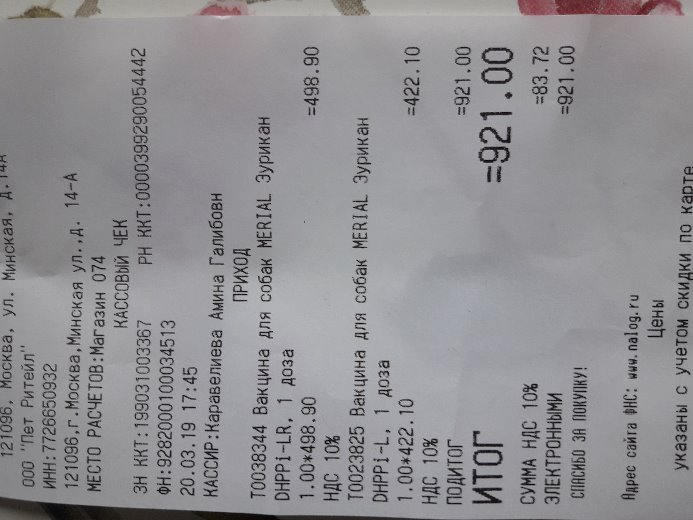 121096, Москва, ул. Минская, д.14А
ООО "Пет Ритейл"
ИНН:7726650932
121096,г.Москва,Минская ул.,д. 14-А
МЕСТО РАСЧЕТОВ:Магазин 074
КАССОВЫЙ ЧЕК
ЗН ККТ:199031003367 РН ККТ:0000399290054442
ФН:9282000100034513
20.03.19 17:45
КАССИР:Каравелиева Амина Галибовн
ПРИХОД
Т0038344 Вакцина для собак MERIAL Зурикан
DHPPi-LR, 1 доза
1.00*498.90 =498.90
НДС 10%
Т0023825 Вакцина для собак MERIAL Зурикан
DHPPi-L, 1 доза
1.00*422.10 =422.10
НДС 10%
ПОДИТОГ =921.00
ИТОГ =921.00
СУММА НДС 10% =83.72
ЭЛЕКТРОННЫМИ =921.00
СПАСИБО ЗА ПОКУПКУ!
Адрес сайта ФНС: www.nalog.ru
Цены
указаны с учетом скидки по карте